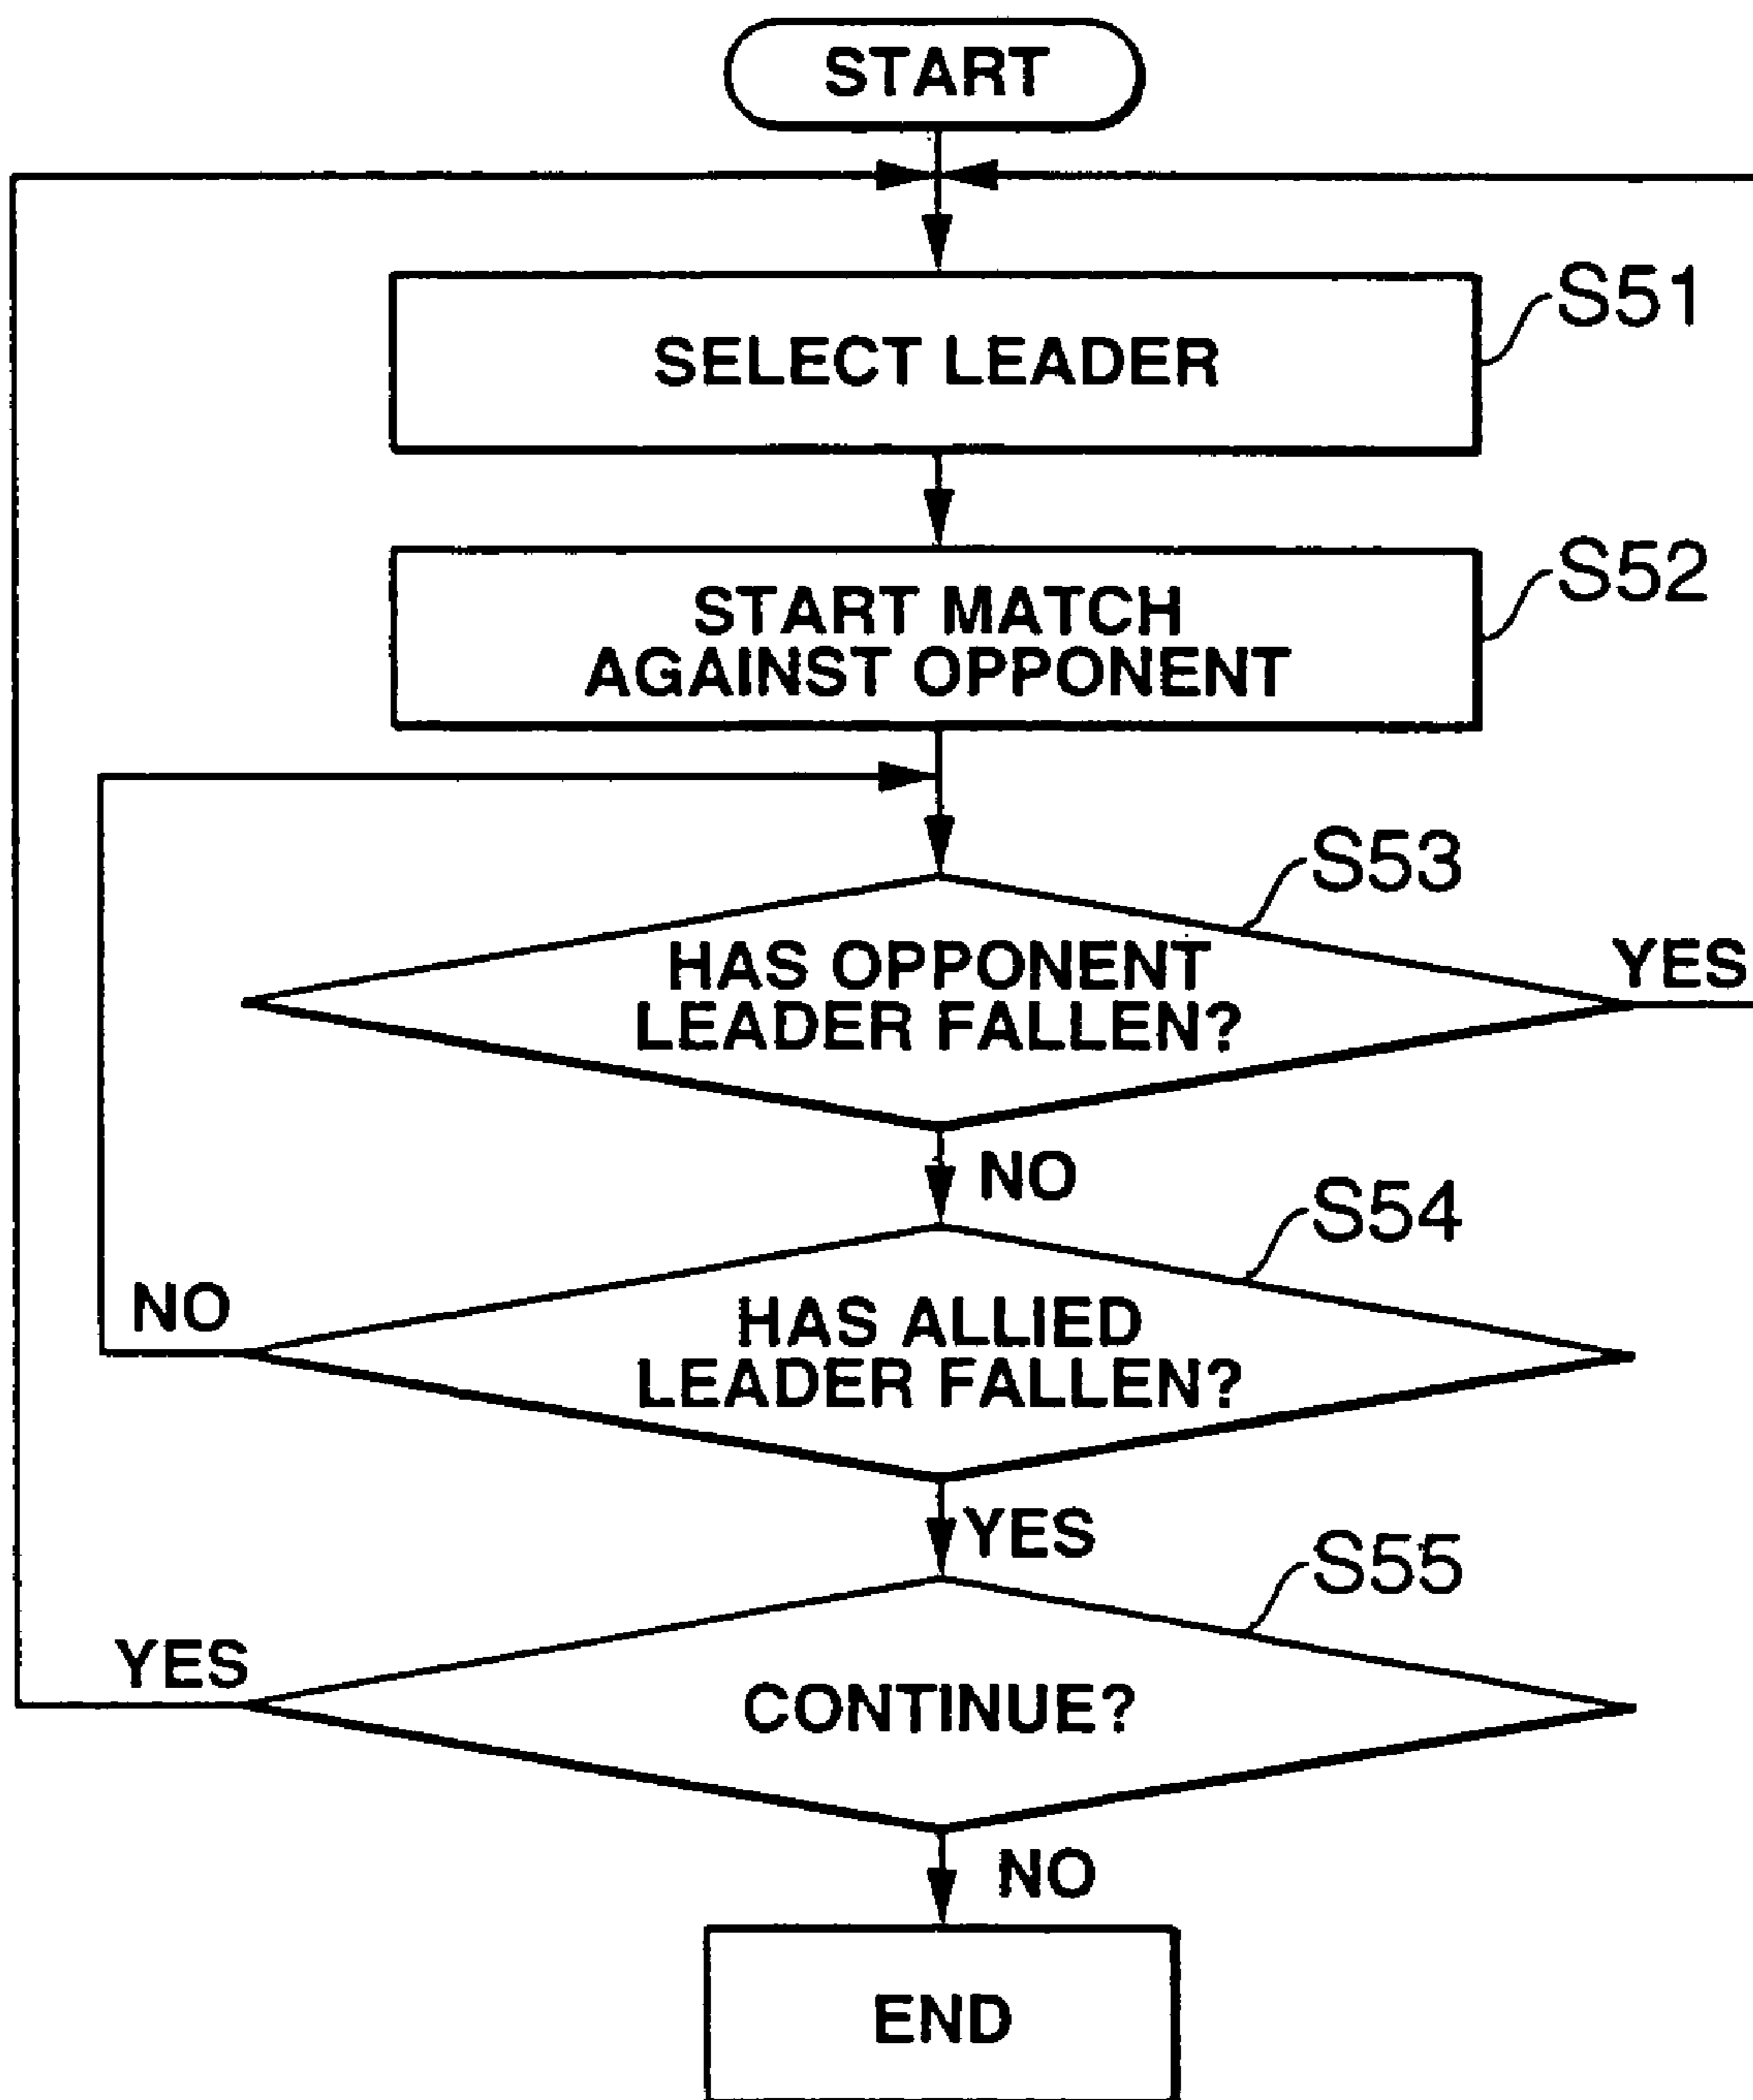 START
SELECT LEADER
S51
START MATCH
AGAINST OPPONENT
S52
S53
HAS OPPONENT
LEADER FALLEN?
YES
NO
S54
HAS ALLIED
LEADER FALLEN?
NO
YES
S55
CONTINUE?
YES
NO
END